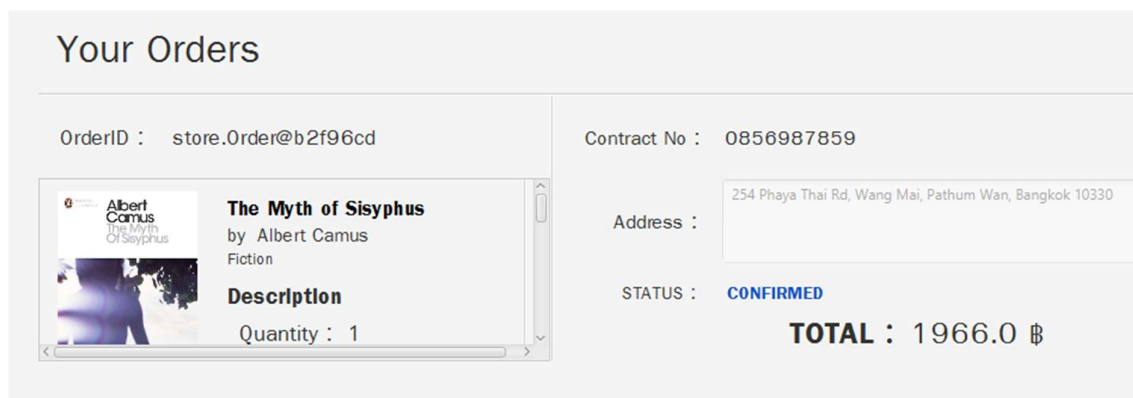 Your Orders
OrderID : store.Order@b2f96cd
Albert
Camus
The Myth
Of Sisyphus
The Myth of Sisyphus
by Albert Camus
Fiction
Description
Quantity : 1
Contract No : 0856987859
Address : 254 Phaya Thai Rd, Wang Mai, Pathum Wan, Bangkok 10330
STATUS : CONFIRMED
TOTAL : 1966.0 ฿